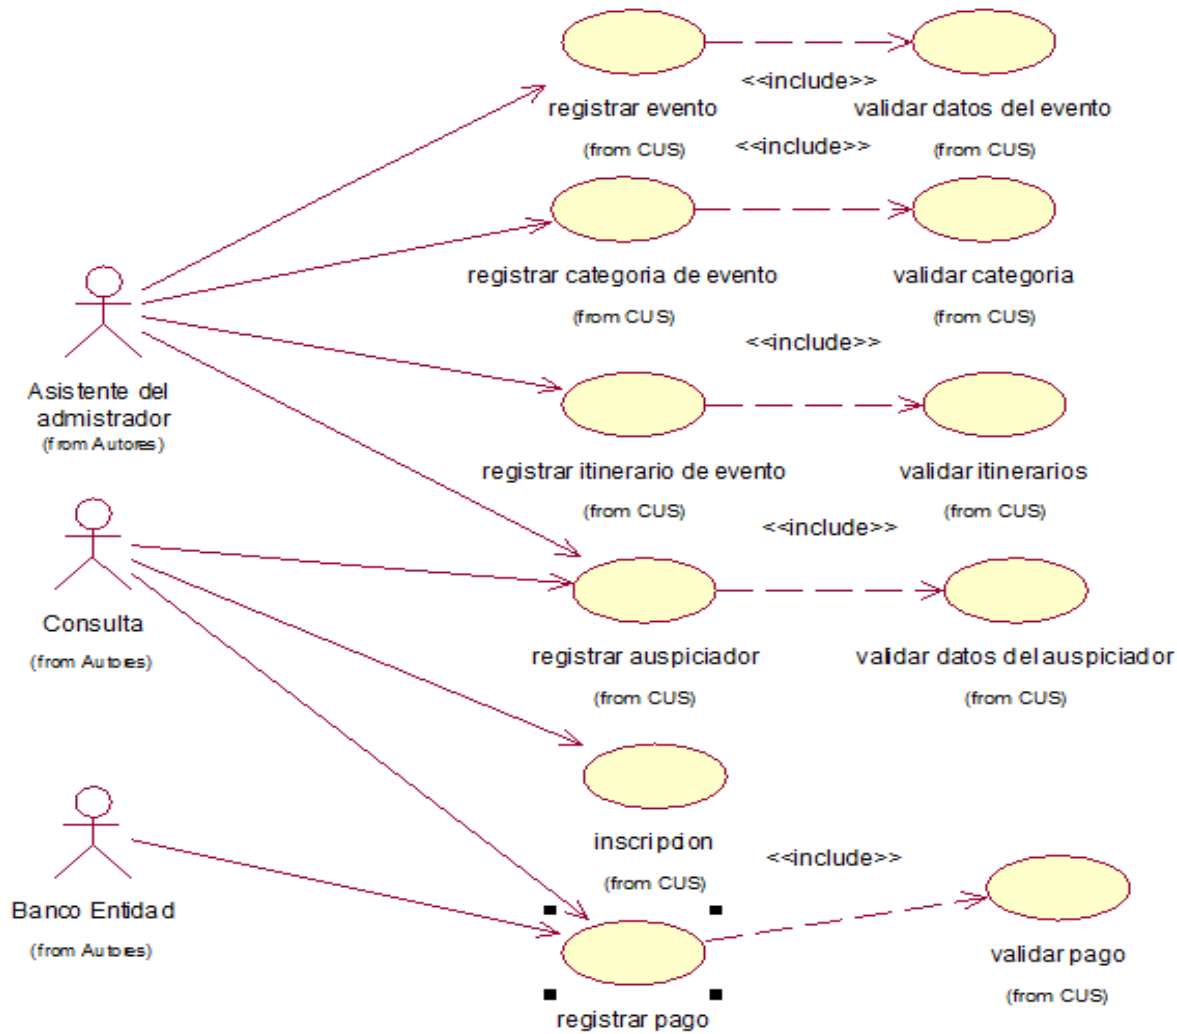 <<include>>
registrar evento
validar datos del evento
(from CUS)
<<include>>
(from CUS)
registrar categoria de evento
validar categoria
(from CUS)
(from CUS)
<<include>>
Asistente del
admistrador
(from Autores)
registrar itinerario de evento
validar itinerarios
(from CUS)
(from CUS)
<<include>>
Consulta
(from Autores)
registrar auspiciador
validar datos del auspiciador
(from CUS)
(from CUS)
inscripcion
<<include>>
(from CUS)
Banco Entidad
(from Autores)
validar pago
(from CUS)
registrar pago